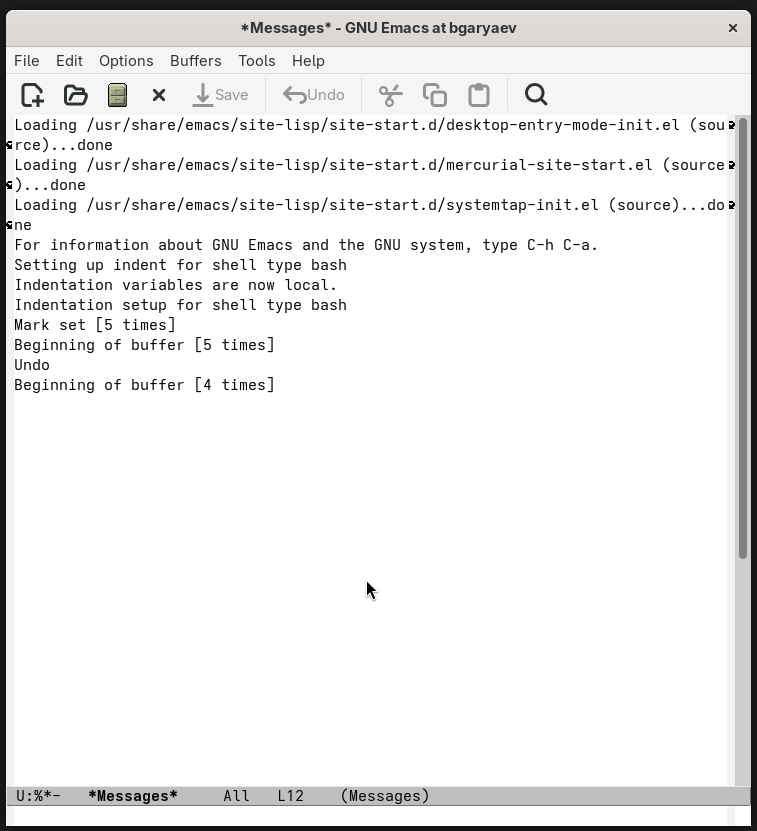 *Messages* - GNU Emacs at bgaryaev
File Edit Options Buffers Tools Help
Save Undo
Loading /usr/share/emacs/site-lisp/site-start.d/desktop-entry-mode-init.el (sou
rce)...done
Loading /usr/share/emacs/site-lisp/site-start.d/mercurial-site-start.el (source
)...done
Loading /usr/share/emacs/site-lisp/site-start.d/systemtap-init.el (source)...do
ne
For information about GNU Emacs and the GNU system, type C-h C-a.
Setting up indent for shell type bash
Indentation variables are now local.
Indentation setup for shell type bash
Mark set [5 times]
Beginning of buffer [5 times]
Undo
Beginning of buffer [4 times]
U:%*- *Messages* All L12 (Messages)